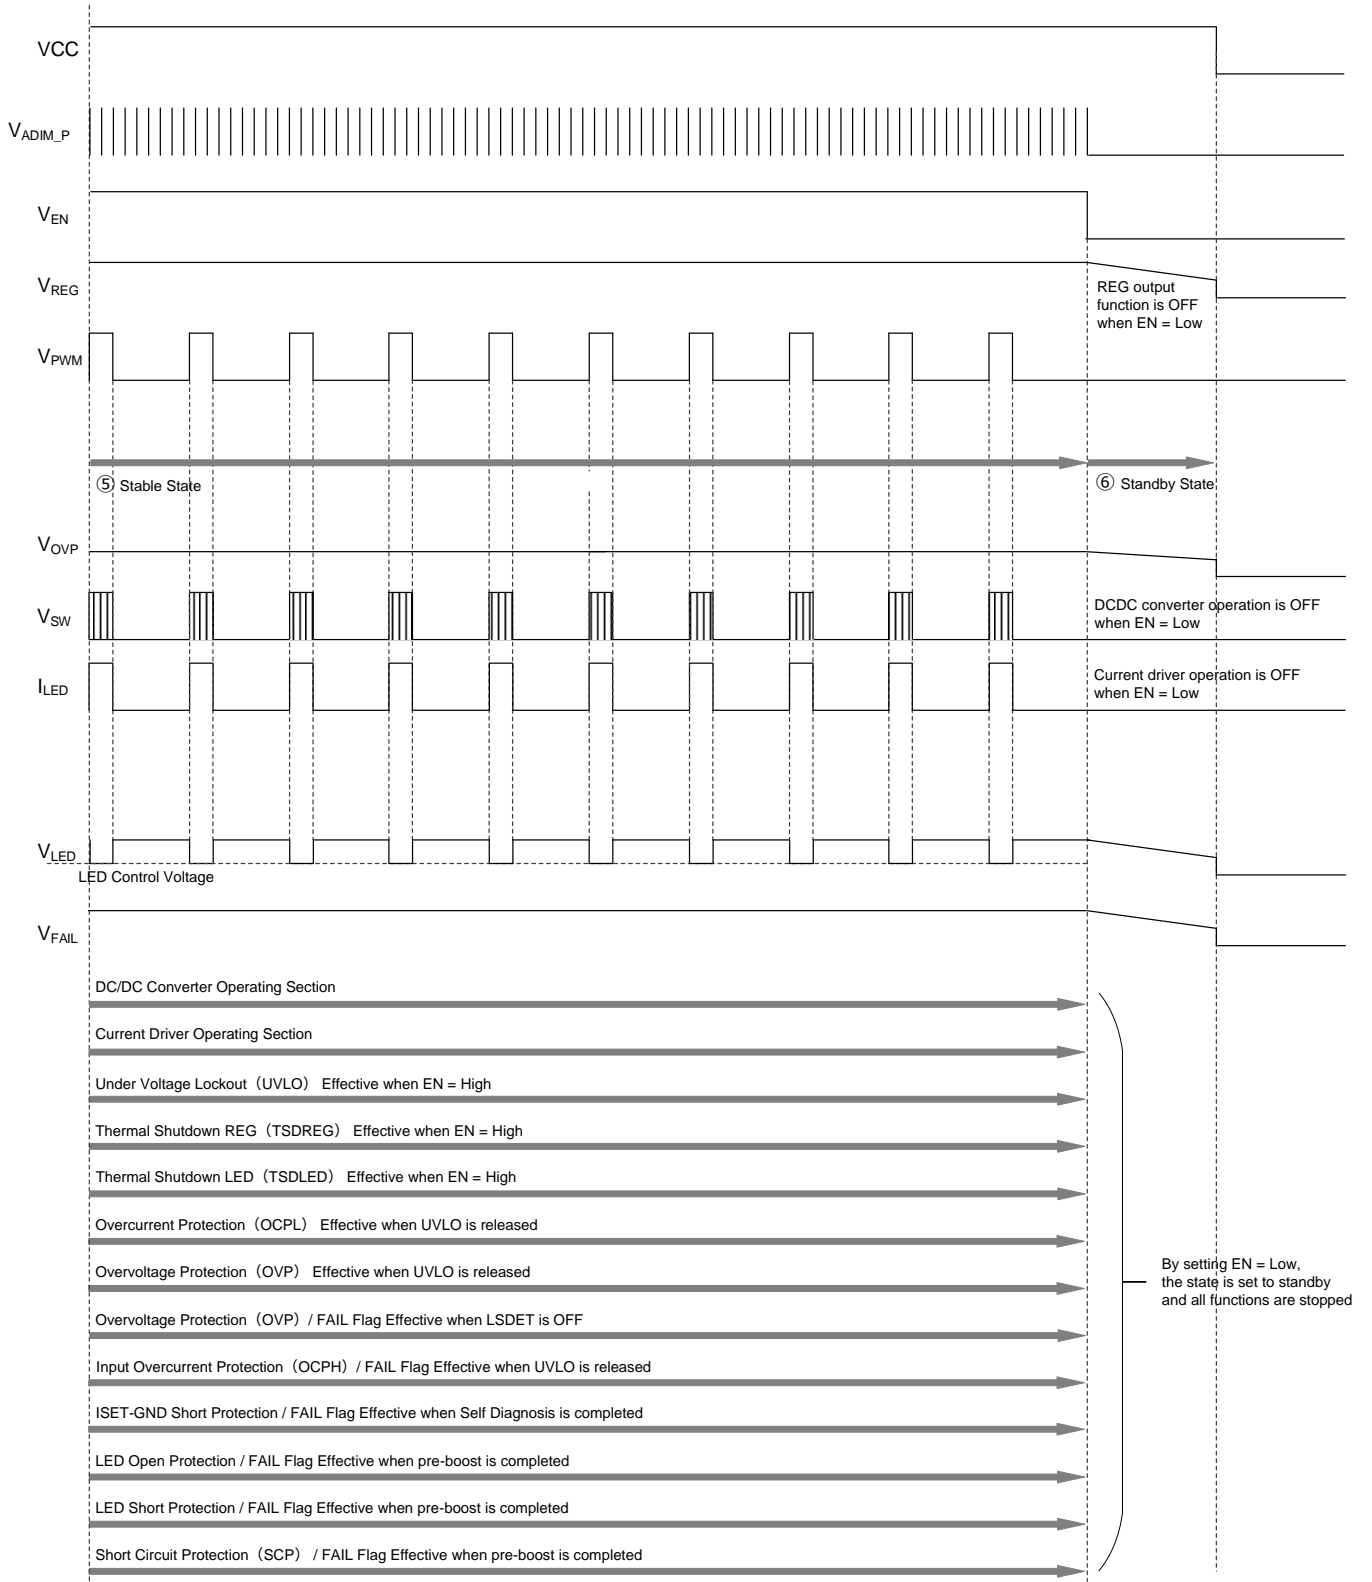 VCC
VADIM_P
VEN
VREG
REG output
function is OFF
when EN = Low
VPWM
⑤ Stable State
⑥ Standby State
VOVP
VSW
DCDC converter operation is OFF
when EN = Low
ILED
Current driver operation is OFF
when EN = Low
VLED
LED Control Voltage
VFAIL
DC/DC Converter Operating Section
Current Driver Operating Section
Under Voltage Lockout（UVLO） Effective when EN = High
Thermal Shutdown REG（TSDREG）Effective when EN = High
Thermal Shutdown LED（TSDLED） Effective when EN = High
Overcurrent Protection（OCPL） Effective when UVLO is released
Overvoltage Protection（OVP） Effective when UVLO is released
Overvoltage Protection（OVP）/ FAIL Flag Effective when LSDET is OFF
Input Overcurrent Protection（OCPH）/ FAIL Flag Effective when UVLO is released
ISET-GND Short Protection / FAIL Flag Effective when Self Diagnosis is completed
LED Open Protection / FAIL Flag Effective when pre-boost is completed
LED Short Protection / FAIL Flag Effective when pre-boost is completed
Short Circuit Protection（SCP） / FAIL Flag Effective when pre-boost is completed
By setting EN = Low,
the state is set to standby
and all functions are stopped